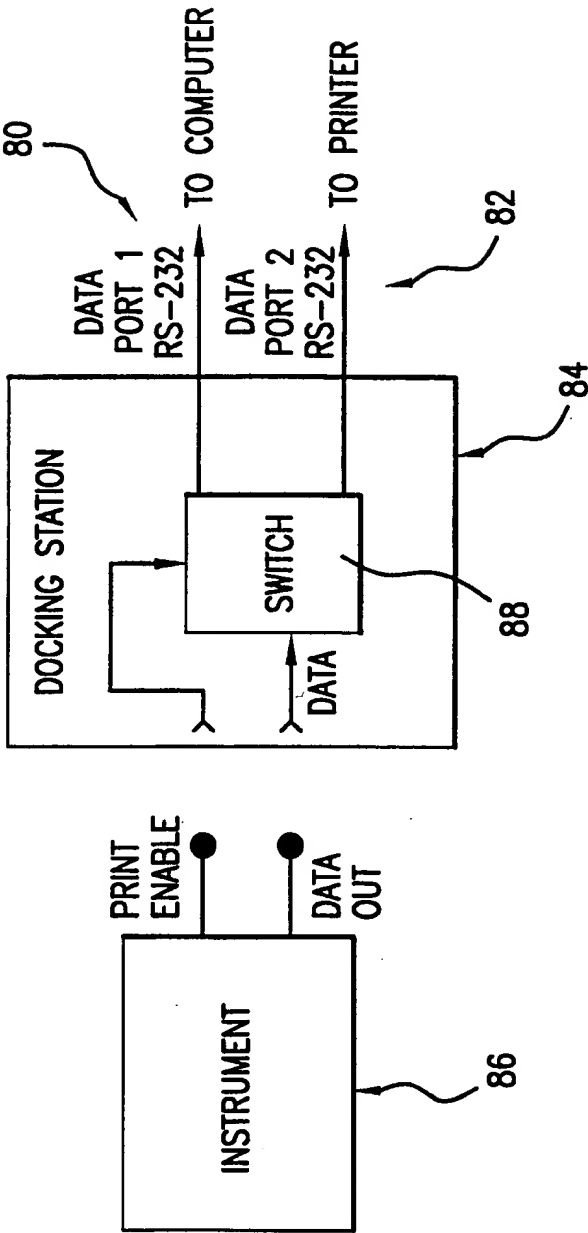 INSTRUMENT
86
PRINT
ENABLE
DATA
OUT
DOCKING STATION
DATA
SWITCH
88
84
DATA
PORT 1
RS-232
TO COMPUTER
80
DATA
PORT 2
RS-232
TO PRINTER
82